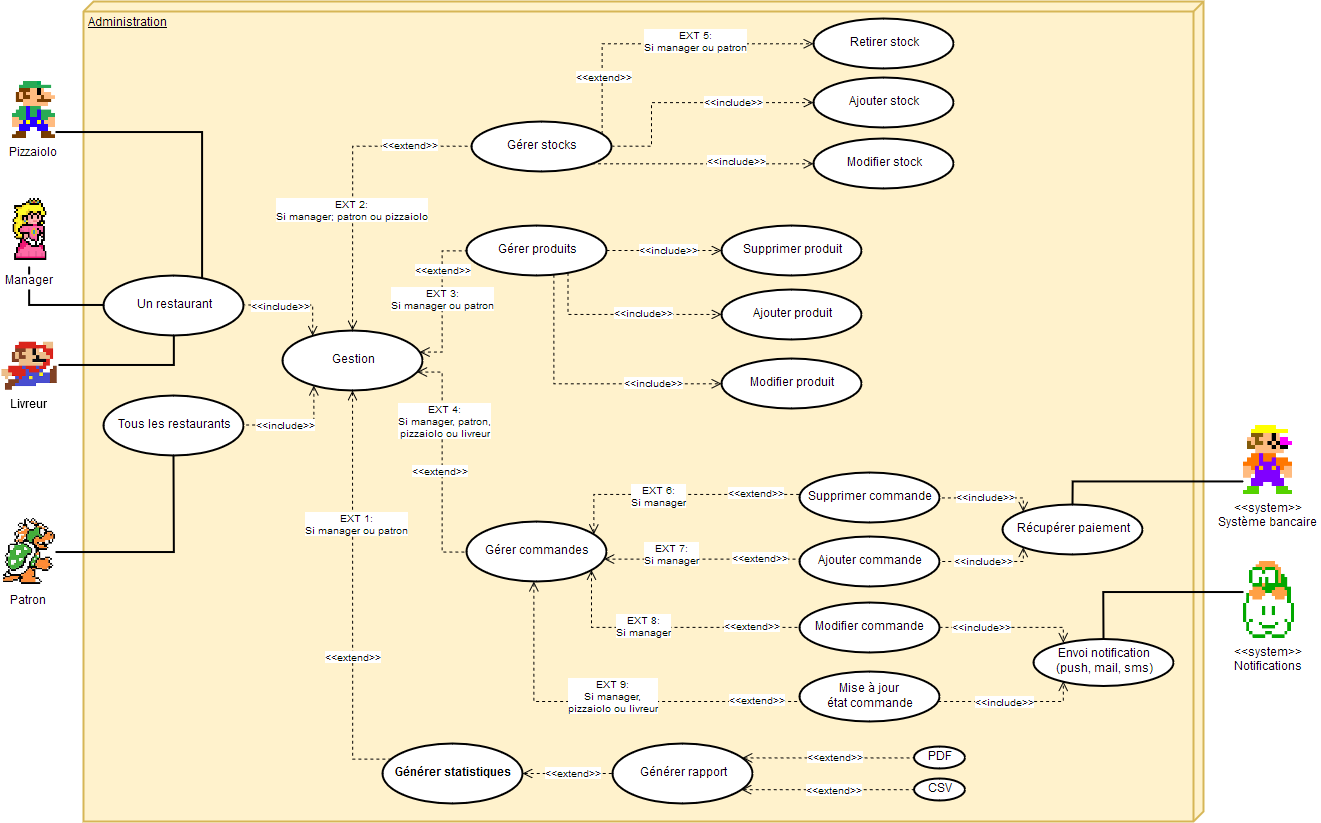 Administration
Pizzaiolo
Manager
Livreur
Patron
Un restaurant
Tous les restaurants
<<include>>
<<include>>
Gestion
<<extend>>
EXT 2:
Si manager; patron ou pizzaiolo
Gérer stocks
EXT 5:
Si manager ou patron
<<extend>>
Retirer stock
<<include>>
Ajouter stock
<<include>>
Modifier stock
Gérer produits
<<extend>>
EXT 3:
Si manager ou patron
<<include>>
Supprimer produit
<<include>>
Ajouter produit
<<include>>
Modifier produit
EXT 4:
Si manager, patron,
pizzaiolo ou livreur
<<extend>>
Gérer commandes
EXT 6:
Si manager
<<extend>>
Supprimer commande
<<include>>
Récupérer paiement
EXT 7:
Si manager
<<extend>>
Ajouter commande
<<include>>
EXT 8:
Si manager
<<extend>>
Modifier commande
<<include>>
Envoi notification
(push, mail, sms)
EXT 9:
Si manager,
pizzaiolo ou livreur
<<extend>>
Mise à jour
état commande
<<include>>
EXT 1:
Si manager ou patron
<<extend>>
Générer statistiques
<<extend>>
Générer rapport
<<extend>>
PDF
<<extend>>
CSV
<<system>>
Système bancaire
<<system>>
Notifications